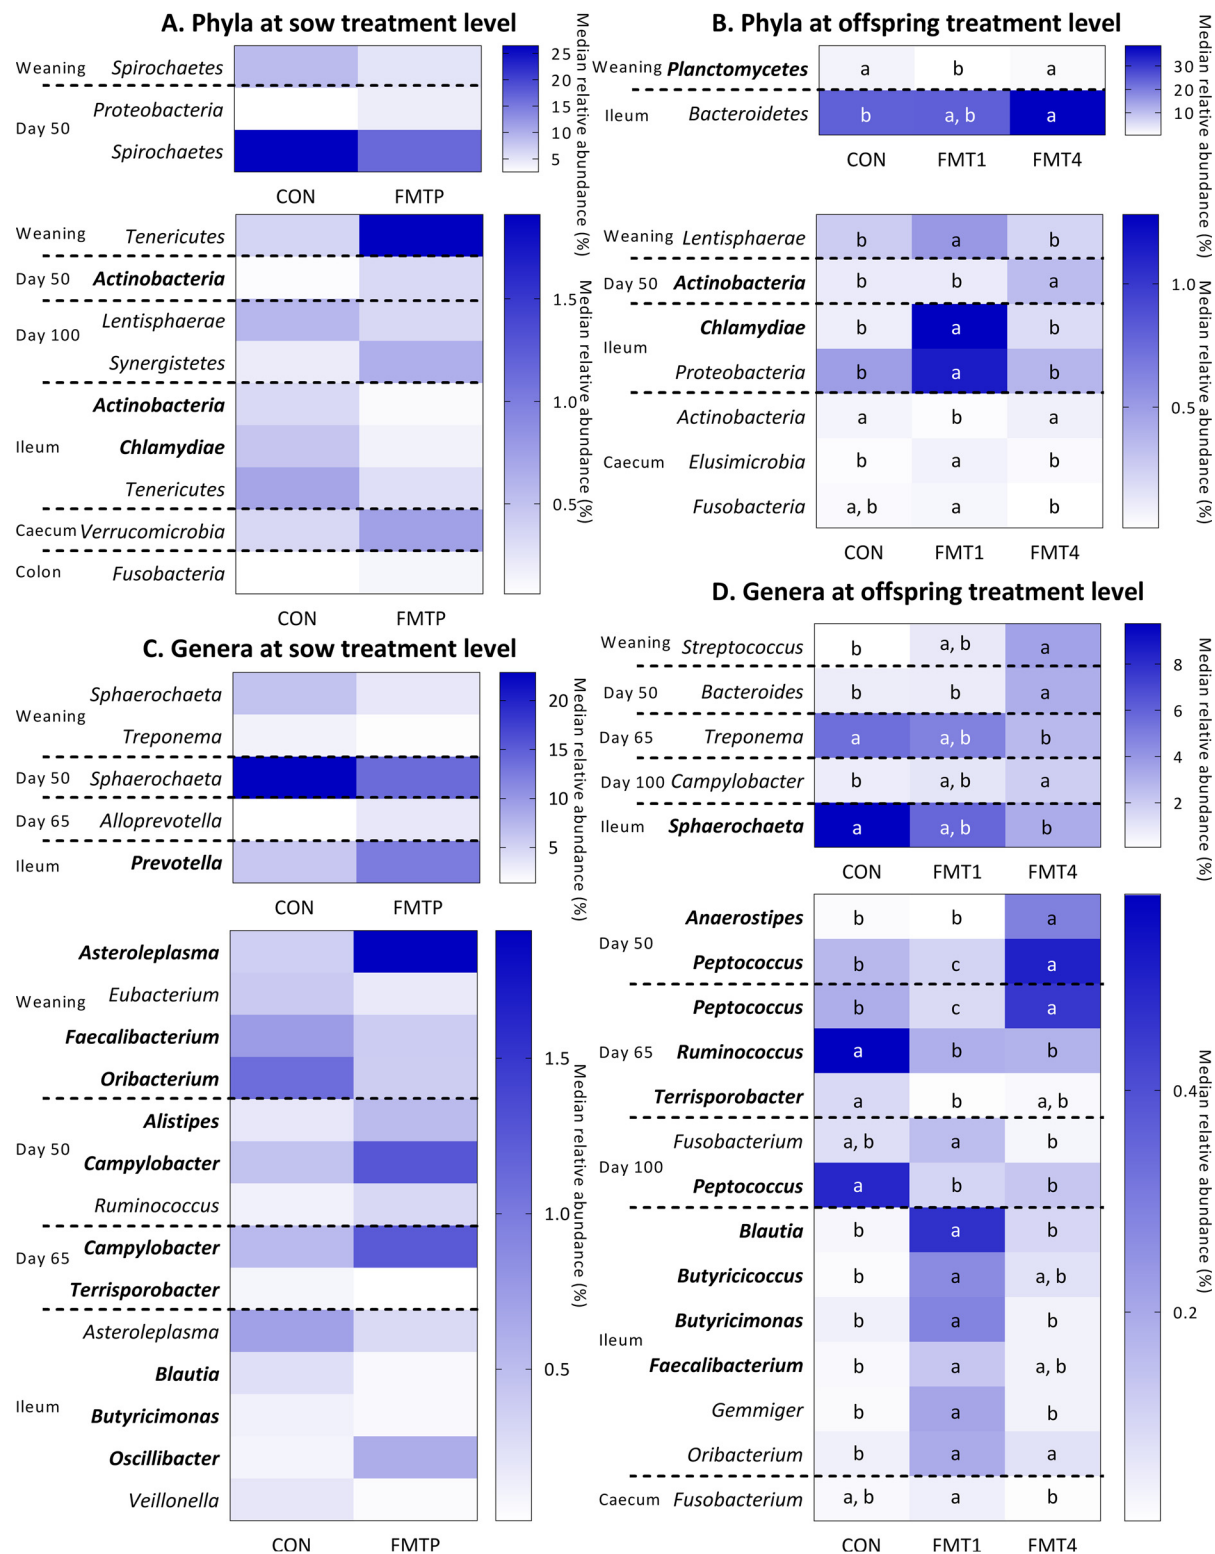 A. Phyla at sow treatment level
Weaning Spirochaetes
Day 50
Proteobacteria
Spirochaetes
CON FMTP
25
20
15
10
5
Median relative abundance (%)
Weaning Tenericutes
Day 50 Actinobacteria
Day 100
Lentisphaerae
Synergistetes
Ileum
Actinobacteria
Chlamydiae
Tenericutes
Caecum Verrucomicrobia
Colon Fusobacteria
CON FMTP
1.5
1.0
0.5
Median relative abundance (%)
B. Phyla at offspring treatment level
Weaning Planctomycetes a b a
Ileum Bacteroidetes b a, b a
CON FMT1 FMT4
30
20
10
Median relative abundance (%)
Weaning Lentisphaerae b a b
Day 50 Actinobacteria b b a
Ileum
Chlamydiae b a b
Proteobacteria b a b
Caecum
Actinobacteria a b a
Elusimicrobia b a b
Fusobacteria a, b a b
CON FMT1 FMT4
1.0
0.5
Median relative abundance (%)
C. Genera at sow treatment level
Weaning
Sphaerochaeta
Treponema
Day 50 Sphaerochaeta
Day 65 Alloprevotella
Ileum Prevotella
CON FMTP
20
15
10
5
Median relative abundance (%)
Weaning
Asteroleplasma
Eubacterium
Faecalibacterium
Oribacterium
Day 50
Alistipes
Campylobacter
Ruminococcus
Day 65
Campylobacter
Terrisporobacter
Ileum
Asteroleplasma
Blautia
Butyricimonas
Oscillibacter
Veillonella
CON FMTP
1.5
1.0
0.5
Median relative abundance (%)
D. Genera at offspring treatment level
Weaning Streptococcus b a, b a
Day 50 Bacteroides b b a
Day 65 Treponema a a, b b
Day 100 Campylobacter b a, b a
Ileum Sphaerochaeta a a, b b
CON FMT1 FMT4
8
6
4
2
Median relative abundance (%)
Day 50
Anaerostipes b b a
Peptococcus b c a
Day 65
Peptococcus b c a
Ruminococcus a b b
Terrisporobacter a b a, b
Day 100
Fusobacterium a, b a b
Peptococcus a b b
Ileum
Blautia b a b
Butyricicoccus b a a, b
Butyricimonas b a b
Faecalibacterium b a a, b
Gemmiger b a b
Oribacterium b a a
Caecum Fusobacterium a, b a b
CON FMT1 FMT4
0.4
0.2
Median relative abundance (%)